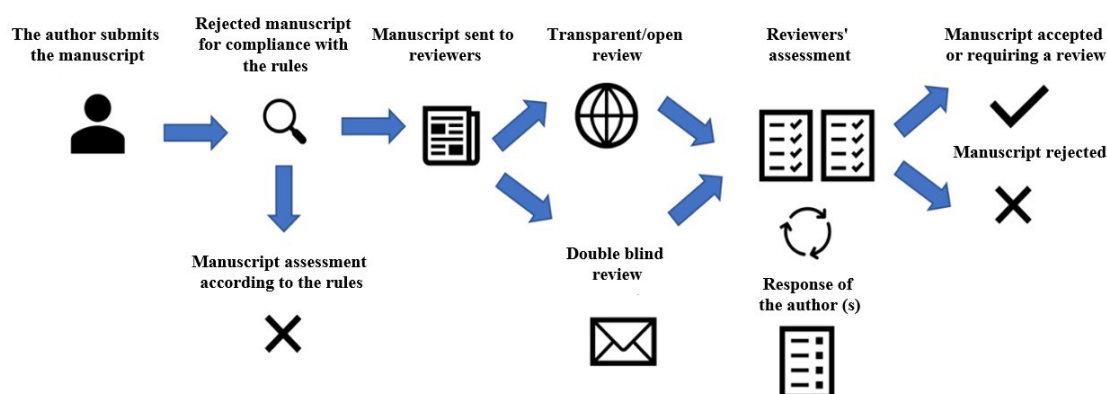 The author submits
the manuscript
Rejected manuscript
for compliance with
the rules
Manuscript sent to
reviewers
Transparent/open
review
Reviewers'
assessment
Manuscript accepted
or requiring a review
Manuscript rejected
Manuscript assessment
according to the rules
Double blind
review
Response of
the author (s)